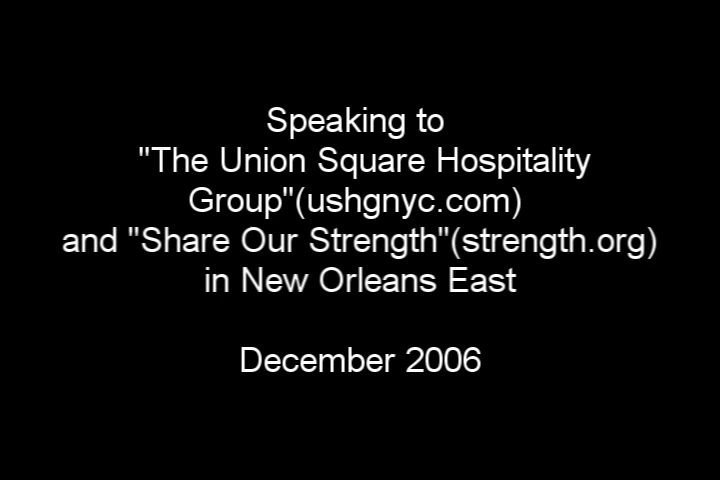 Speaking to
"The Union Square Hospitality
Group"(ushgnyc.com)
and "Share Our Strength"(strength.org)
in New Orleans East
December 2006